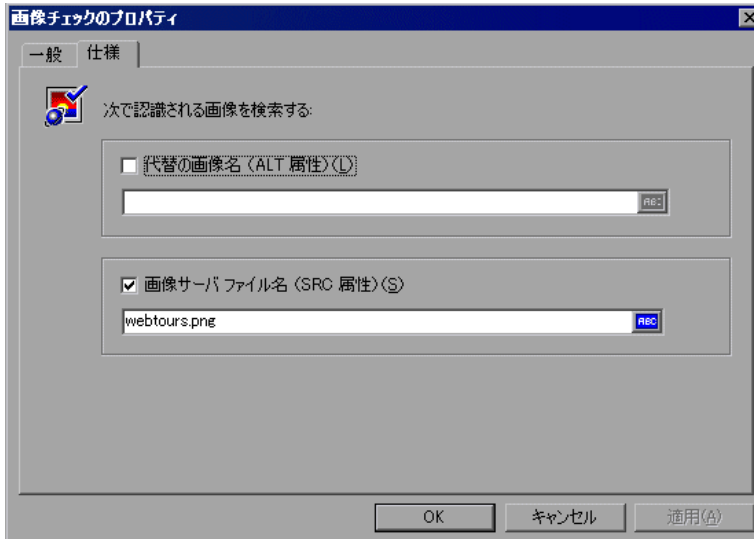 画像チェックのプロパティ
一般 仕様
次で認識される画像を検索する:
代替の画像名 (ALT 属性)(L)
ABC
画像サーバ ファイル名 (SRC 属性)(S)
webtours.png ABC
OK キャンセル 適用(A)